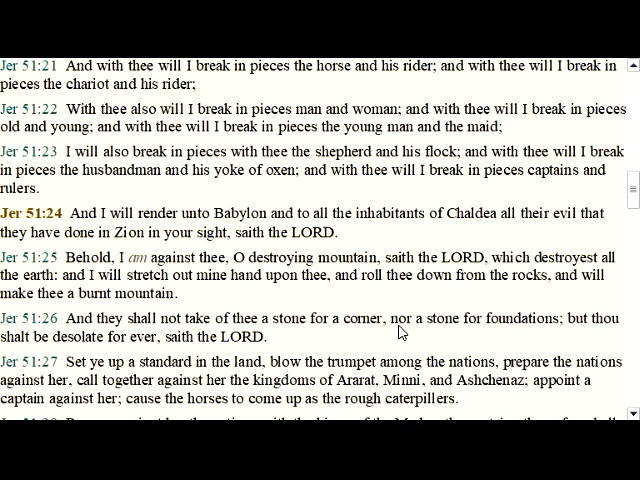 Jer 51:21 And with thee will I break in pieces the horse and his rider; and with thee will I break in
pieces the chariot and his rider;
Jer 51:22 With thee also will I break in pieces man and woman; and with thee will I break in pieces
old and young; and with thee will I break in pieces the young man and the maid;
Jer 51:23 I will also break in pieces with thee the shepherd and his flock; and with thee will I break
in pieces the husbandman and his yoke of oxen; and with thee will I break in pieces captains and
rulers.
Jer 51:24 And I will render unto Babylon and to all the inhabitants of Chaldea all their evil that
they have done in Zion in your sight, saith the LORD.
Jer 51:25 Behold, I am against thee, O destroying mountain, saith the LORD, which destroyest all
the earth: and I will stretch out mine hand upon thee, and roll thee down from the rocks, and will
make thee a burnt mountain.
Jer 51:26 And they shall not take of thee a stone for a corner, nor a stone for foundations; but thou
shalt be desolate for ever, saith the LORD.
Jer 51:27 Set ye up a standard in the land, blow the trumpet among the nations, prepare the nations
against her, call together against her the kingdoms of Ararat, Minni, and Ashchenaz; appoint a
captain against her; cause the horses to come up as the rough caterpillers.